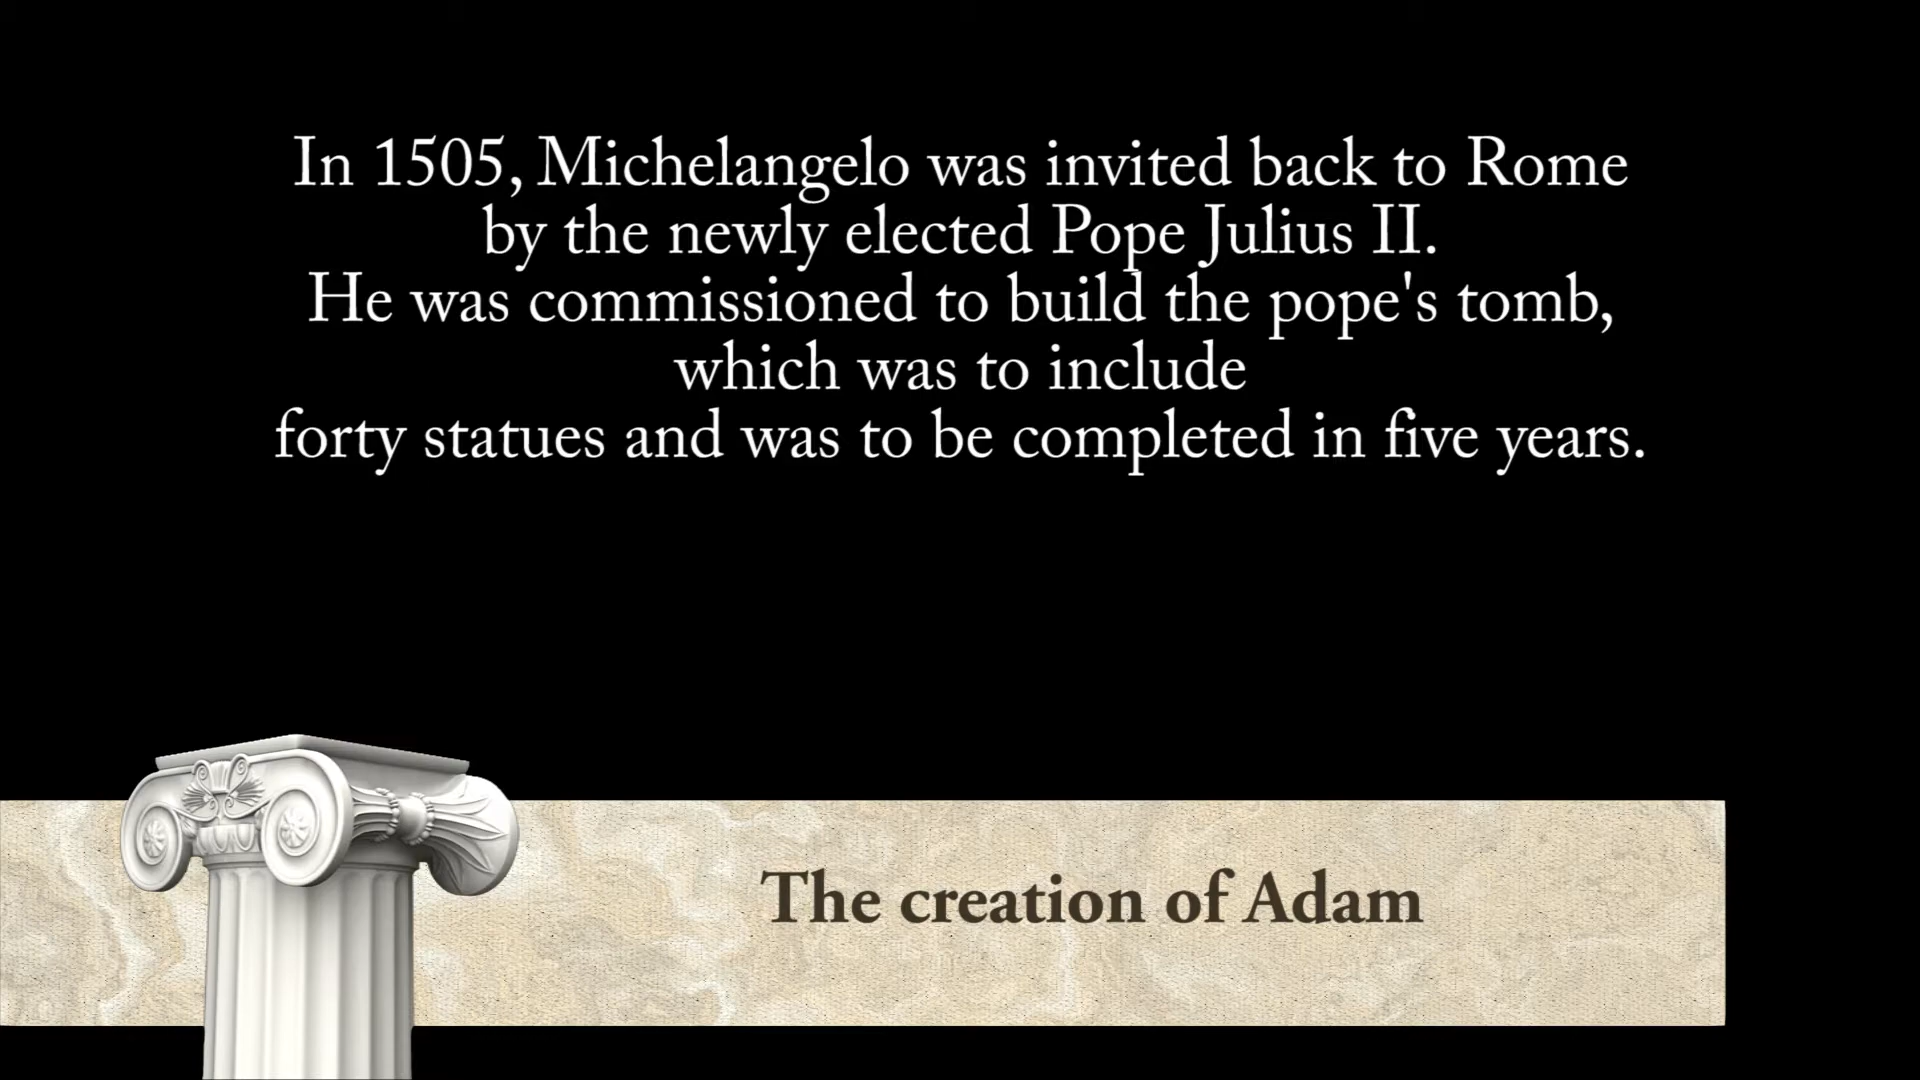 In 1505, Michelangelo was invited back to Rome
by the newly elected Pope Julius II.
He was commissioned to build the pope's tomb,
which was to include
forty statues and was to be completed in five years.
The creation of Adam